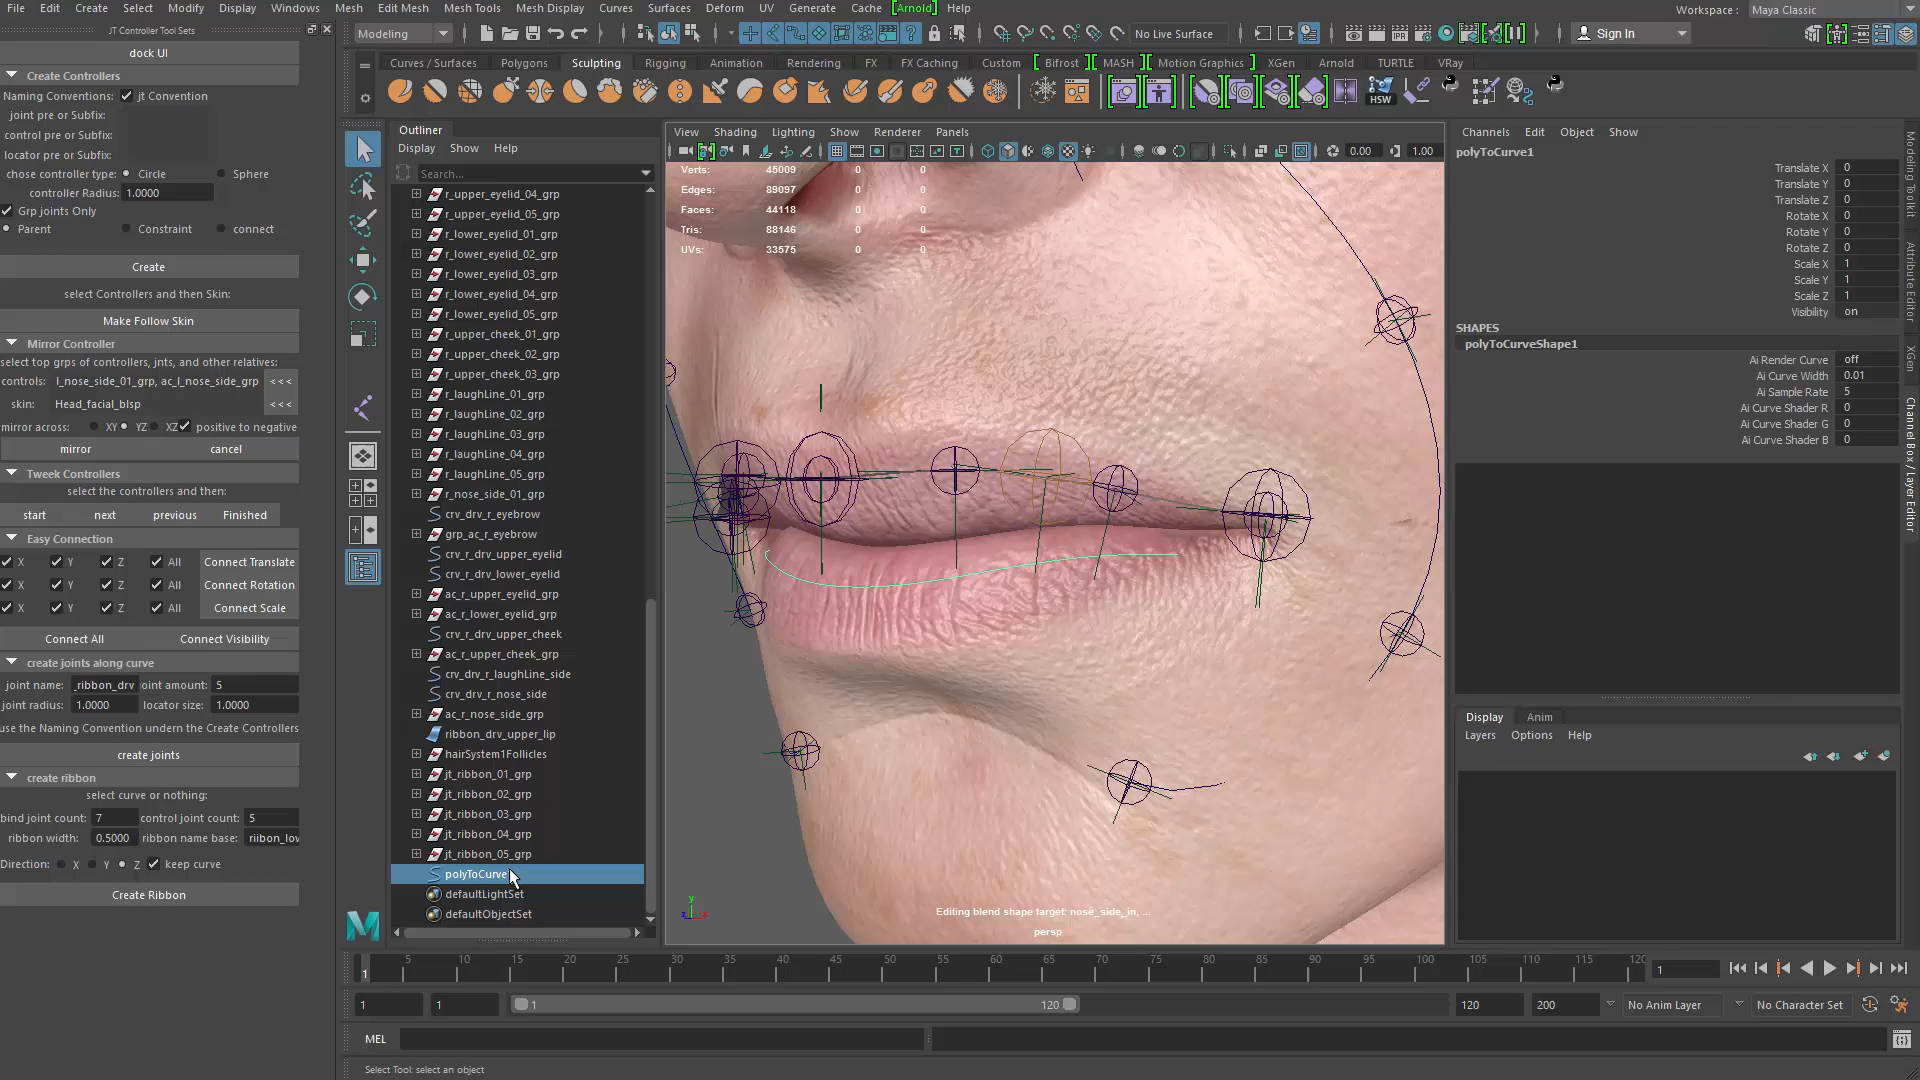 File Edit Create Select Modify Display Windows Mesh Edit Mesh Mesh Tools Mesh Display Curves Surfaces Deform UV Generate Cache [Arnold] Help
Workspace : Maya Classic
JT Controller Tool Sets
dock UI
Create Controllers
Naming Conventions: jt Convention
joint pre or Subfix:
control pre or Subfix:
locator pre or Subfix:
chose controller type: Circle Sphere
controller Radius: 1.0000
Grp joints Only
Parent Constraint connect
Create
select Controllers and then Skin:
Make Follow Skin
Mirror Controller
select top grps of controllers, jnts, and other relatives:
controls: l_nose_side_01_grp, ac_l_nose_side_grp <<<
skin: Head_facial_blsp <<<
mirror across: XY YZ XZ positive to negative
mirror cancel
Tweek Controllers
select the controllers and then:
start next previous Finished
Easy Connection
X Y Z All Connect Translate
X Y Z All Connect Rotation
X Y Z All Connect Scale
Connect All Connect Visibility
create joints along curve
joint name: _ribbon_drv oint amount: 5
joint radius: 1.0000 locator size: 1.0000
use the Naming Convention undern the Create Controllers
create joints
create ribbon
select curve or nothing:
bind joint count: 7 control joint count: 5
ribbon width: 0.5000 ribbon name base: riibon_lov
Direction: X Y Z keep curve
Create Ribbon
Modeling
No Live Surface
Sign In
Curves / Surfaces Polygons Sculpting Rigging Animation Rendering FX FX Caching Custom Bifrost MASH Motion Graphics XGen Arnold TURTLE VRay
IPR
HSW
Outliner
Display Show Help
Search...
r_upper_eyelid_04_grp
r_upper_eyelid_05_grp
r_lower_eyelid_01_grp
r_lower_eyelid_02_grp
r_lower_eyelid_03_grp
r_lower_eyelid_04_grp
r_lower_eyelid_05_grp
r_upper_cheek_01_grp
r_upper_cheek_02_grp
r_upper_cheek_03_grp
r_laughLine_01_grp
r_laughLine_02_grp
r_laughLine_03_grp
r_laughLine_04_grp
r_laughLine_05_grp
r_nose_side_01_grp
crv_drv_r_eyebrow
grp_ac_r_eyebrow
crv_r_drv_upper_eyelid
crv_r_drv_lower_eyelid
ac_r_upper_eyelid_grp
ac_r_lower_eyelid_grp
crv_r_drv_upper_cheek
ac_r_upper_cheek_grp
crv_drv_r_laughLine_side
crv_drv_r_nose_side
ac_r_nose_side_grp
ribbon_drv_upper_lip
hairSystem1Follicles
jt_ribbon_01_grp
jt_ribbon_02_grp
jt_ribbon_03_grp
jt_ribbon_04_grp
jt_ribbon_05_grp
polyToCurve
defaultLightSet
defaultObjectSet
View Shading Lighting Show Renderer Panels
0.00 1.00
Verts: 45009 0 0
Edges: 89097 0 0
Faces: 44118 0 0
Tris: 88146 0 0
UVs: 33575 0 0
y
z x
Editing blend shape target: nose_side_in, ...
persp
Channels Edit Object Show
polyToCurve1
Translate X 0
Translate Y 0
Translate Z 0
Rotate X 0
Rotate Y 0
Rotate Z 0
Scale X 1
Scale Y 1
Scale Z 1
Visibility on
SHAPES
polyToCurveShape1
Ai Render Curve off
Ai Curve Width 0.01
Ai Sample Rate 5
Ai Curve Shader R 0
Ai Curve Shader G 0
Ai Curve Shader B 0
Display Anim
Layers Options Help
Modeling Toolkit
Attribute Editor
XGen
Channel Box / Layer Editor
1 5 10 15 20 25 30 35 40 45 50 55 60 65 70 75 80 85 90 95 100 105 110 115 120
1
1 1 1 120 120 200 No Anim Layer No Character Set
MEL
Select Tool: select an object